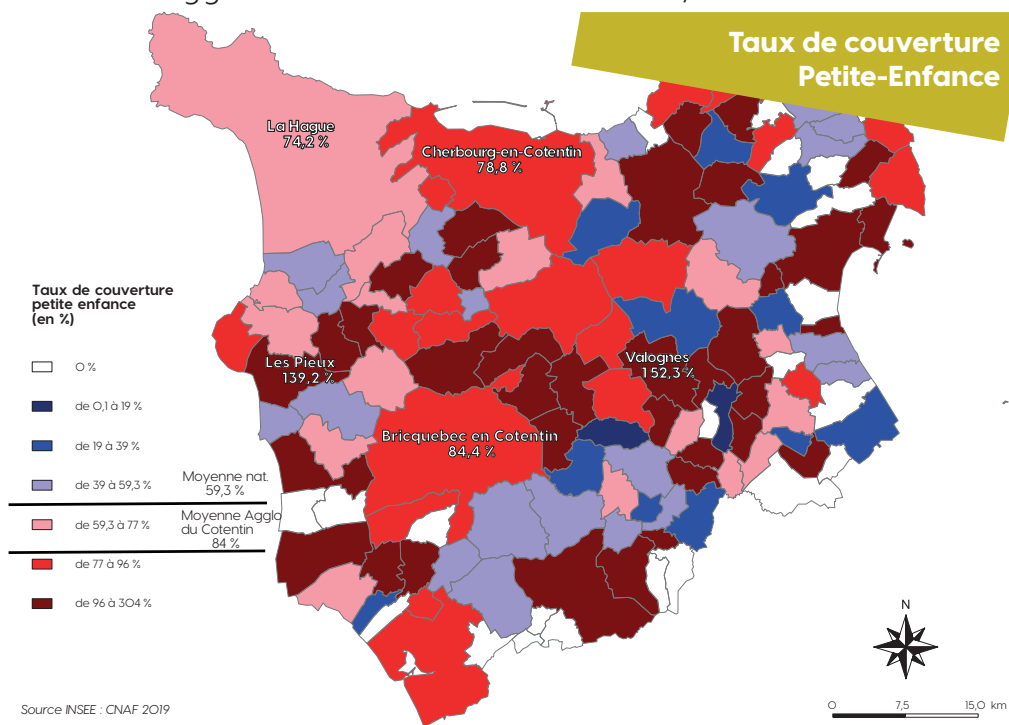 Taux de couverture
Petite-Enfance
La Hague
74,2 %
Cherbourg-en-Cotentin
78,8 %
Taux de couverture
petite enfance
(en %)
Les Pieux
139,2 %
Valognes
152,3 %
Bricquebec en Cotentin
84,4 %
0 %
de 0,1 à 19 %
de 19 à 39 %
de 39 à 59,3 %
Moyenne nat.
59,3 %
de 59,3 à 77 %
Moyenne Agglo
du Cotentin
84 %
de 77 à 96 %
de 96 à 304 %
N
0 7,5 15,0 km
Source INSEE : CNAF 2019